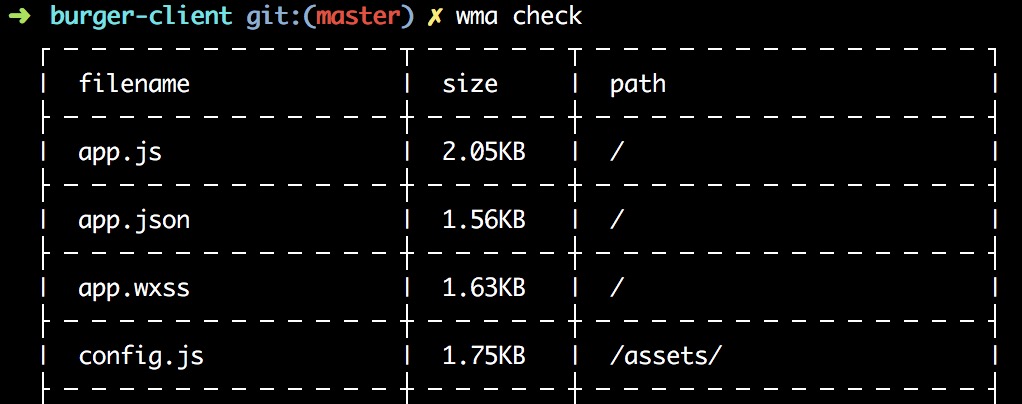 ➜ burger-client git:(master) ✗ wma check
filename size path
app.js 2.05KB /
app.json 1.56KB /
app.wxss 1.63KB /
config.js 1.75KB /assets/